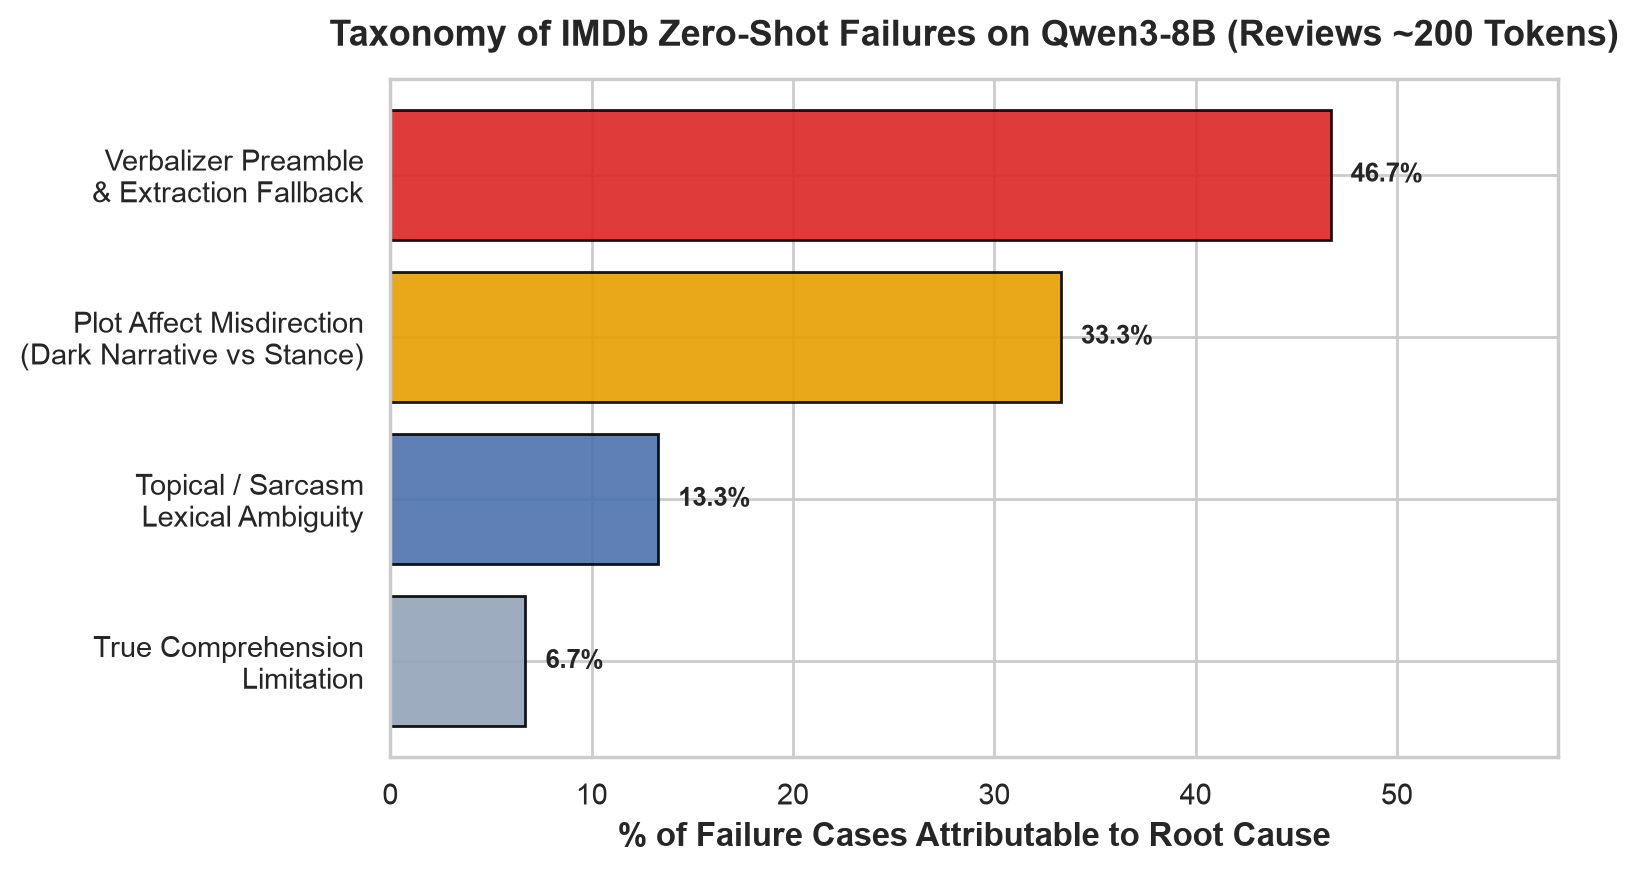 Taxonomy of IMDb Zero-Shot Failures on Qwen3-8B (Reviews ~200 Tokens)
Verbalizer Preamble
& Extraction Fallback
46.7%
Plot Affect Misdirection
(Dark Narrative vs Stance)
33.3%
Topical / Sarcasm
Lexical Ambiguity
13.3%
True Comprehension
Limitation
6.7%
0 10 20 30 40 50
% of Failure Cases Attributable to Root Cause